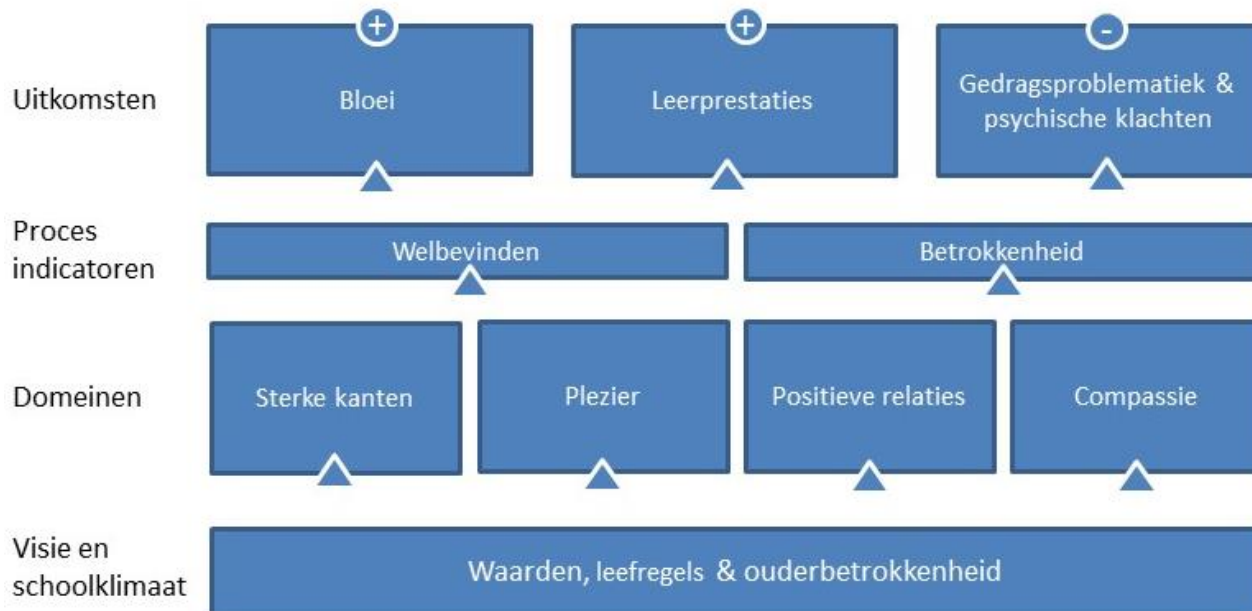 +
+
-
Uitkomsten
Bloei
Leerprestaties
Gedragsproblematiek &
psychische klachten
Proces
indicatoren
Welbevinden
Betrokkenheid
Domeinen
Sterke kanten
Plezier
Positieve relaties
Compassie
Visie en
schoolklimaat
Waarden, leefregels & ouderbetrokkenheid